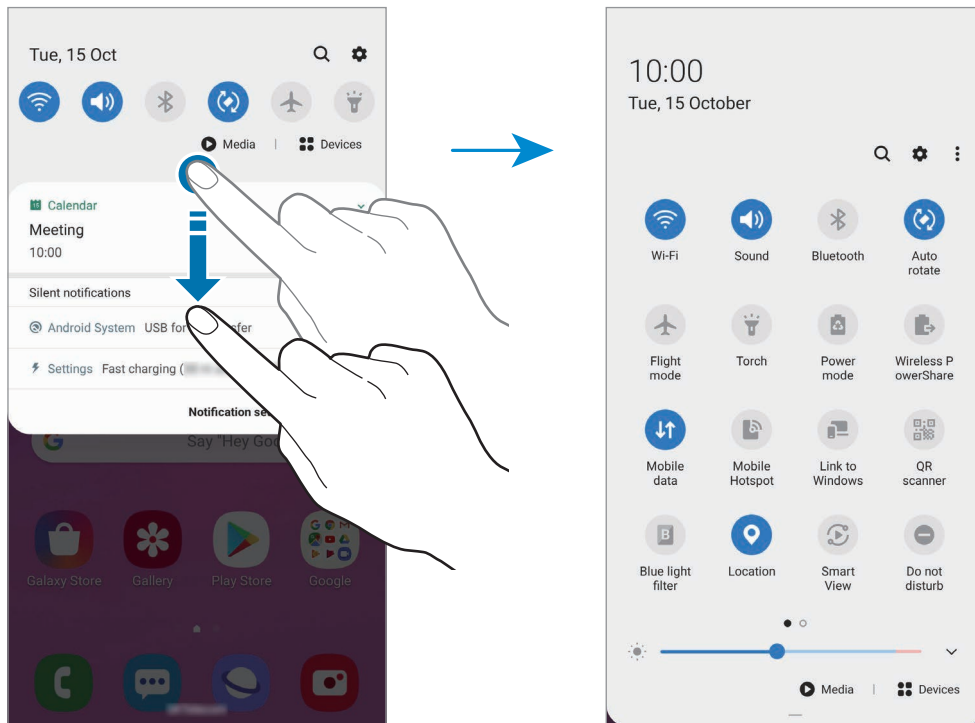 Tue, 15 Oct
Media | Devices
Calendar
Meeting
10:00
Silent notifications
Android System USB for
Settings Fast charging (
Notification
Say "Hey
Galaxy Store Gallery Play Store Google
10:00
Tue, 15 October
Wi-Fi Sound Bluetooth Auto
rotate
Flight Torch Power Wireless P
mode mode owerShare
Mobile Mobile Link to QR
data Hotspot Windows scanner
Blue light Location Smart Do not
filter View disturb
Media | Devices